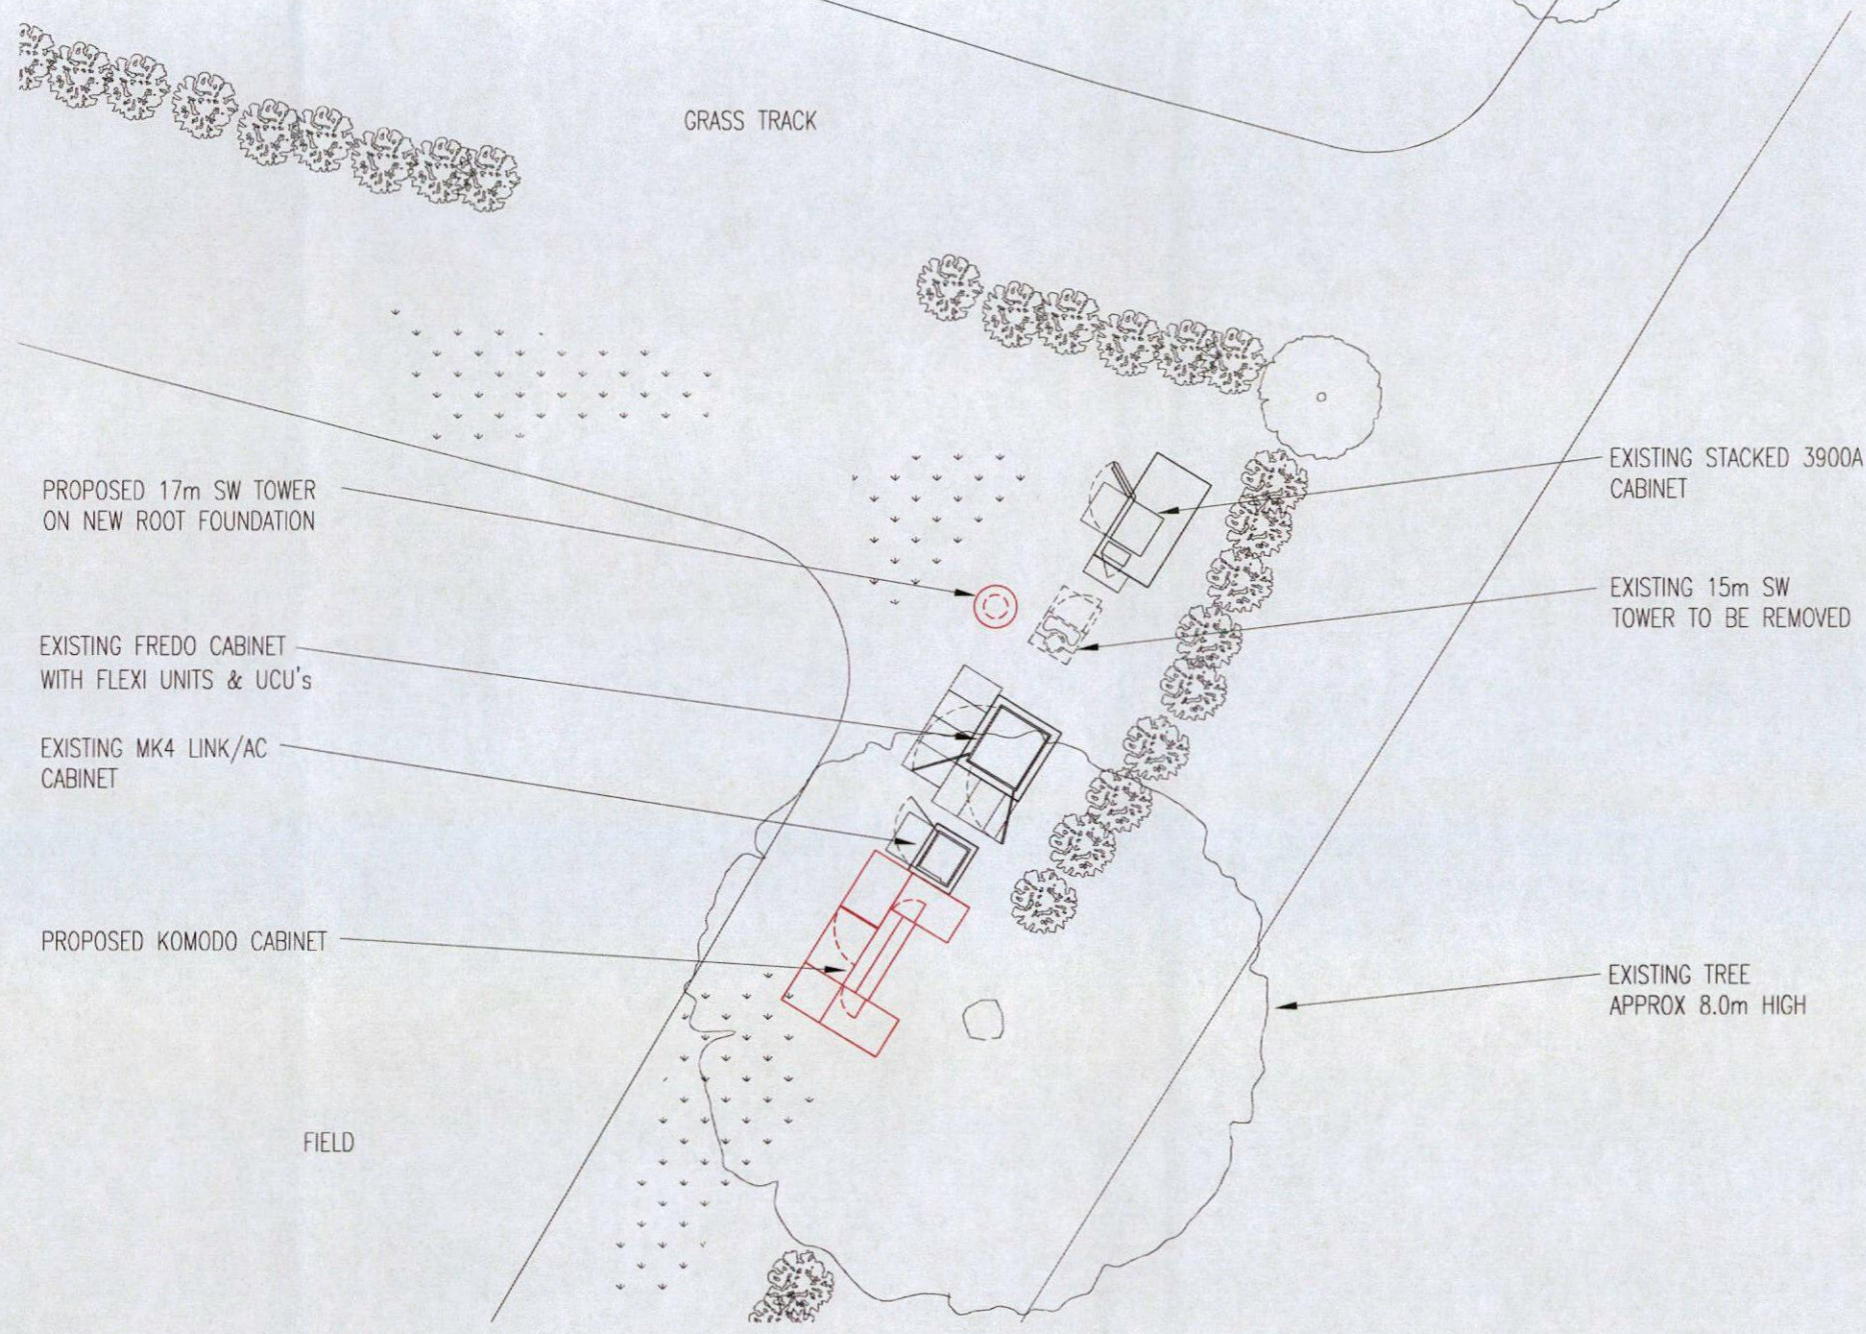 GRASS TRACK
PROPOSED 17m SW TOWER
ON NEW ROOT FOUNDATION
EXISTING FREDO CABINET
WITH FLEXI UNITS & UCU's
EXISTING MK4 LINK/AC
CABINET
PROPOSED KOMODO CABINET
FIELD
EXISTING STACKED 3900A
CABINET
EXISTING 15m SW
TOWER TO BE REMOVED
EXISTING TREE
APPROX 8.0m HIGH